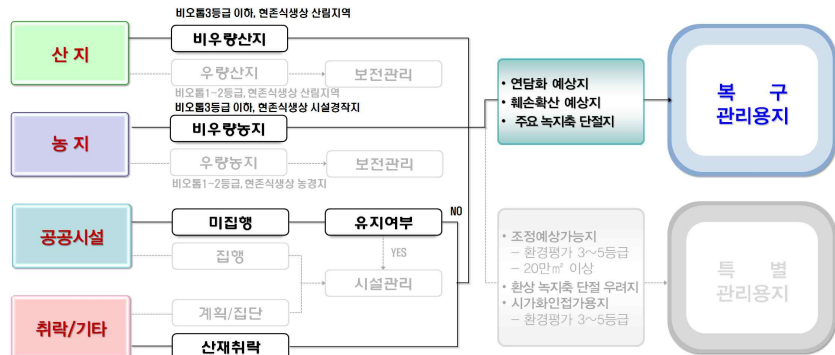 비오톱3등급 이하, 현존식생상 산림지역
산 지
비우량산지
우량산지
보전관리
비오톱1-2등급, 현존식생상 산림지역
비오톱3등급 이하, 현존식생상 시설경작지
농 지
비우량농지
우량농지
보전관리
비오톱1-2등급, 현존식생상 농경지
• 연담화 예상지
• 훼손확산 예상지
• 주요 녹지축 단절지
복 구
관리용지
공공시설
미집행
유지여부
NO
YES
집행
시설관리
취락/기타
계획/집단
산재취락
• 조정예상가능지
– 환경평가 3~5등급
– 20만㎡ 이상
• 환상 녹지축 단절 우려지
• 시가화인접가용지
– 환경평가 3~5등급
특 별
관리용지